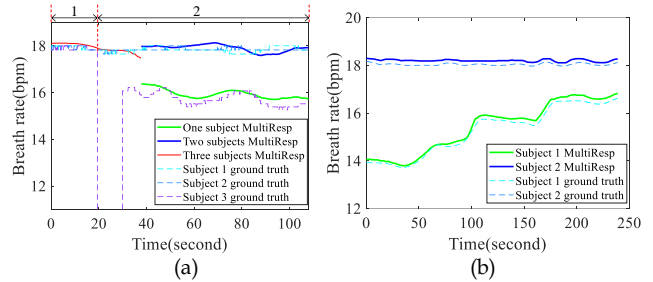 1 2
18
16
14
12
Breath rate(bpm)
One subject MultiResp
Two subjects MultiResp
Three subjects MultiResp
Subject 1 ground truth
Subject 2 ground truth
Subject 3 ground truth
0 20 40 60 80 100
Time(second)
(a)
20
18
16
14
12
Breath rate(bpm)
Subject 1 MultiResp
Subject 2 MultiResp
Subject 1 ground truth
Subject 2 ground truth
0 50 100 150 200 250
Time(second)
(b)